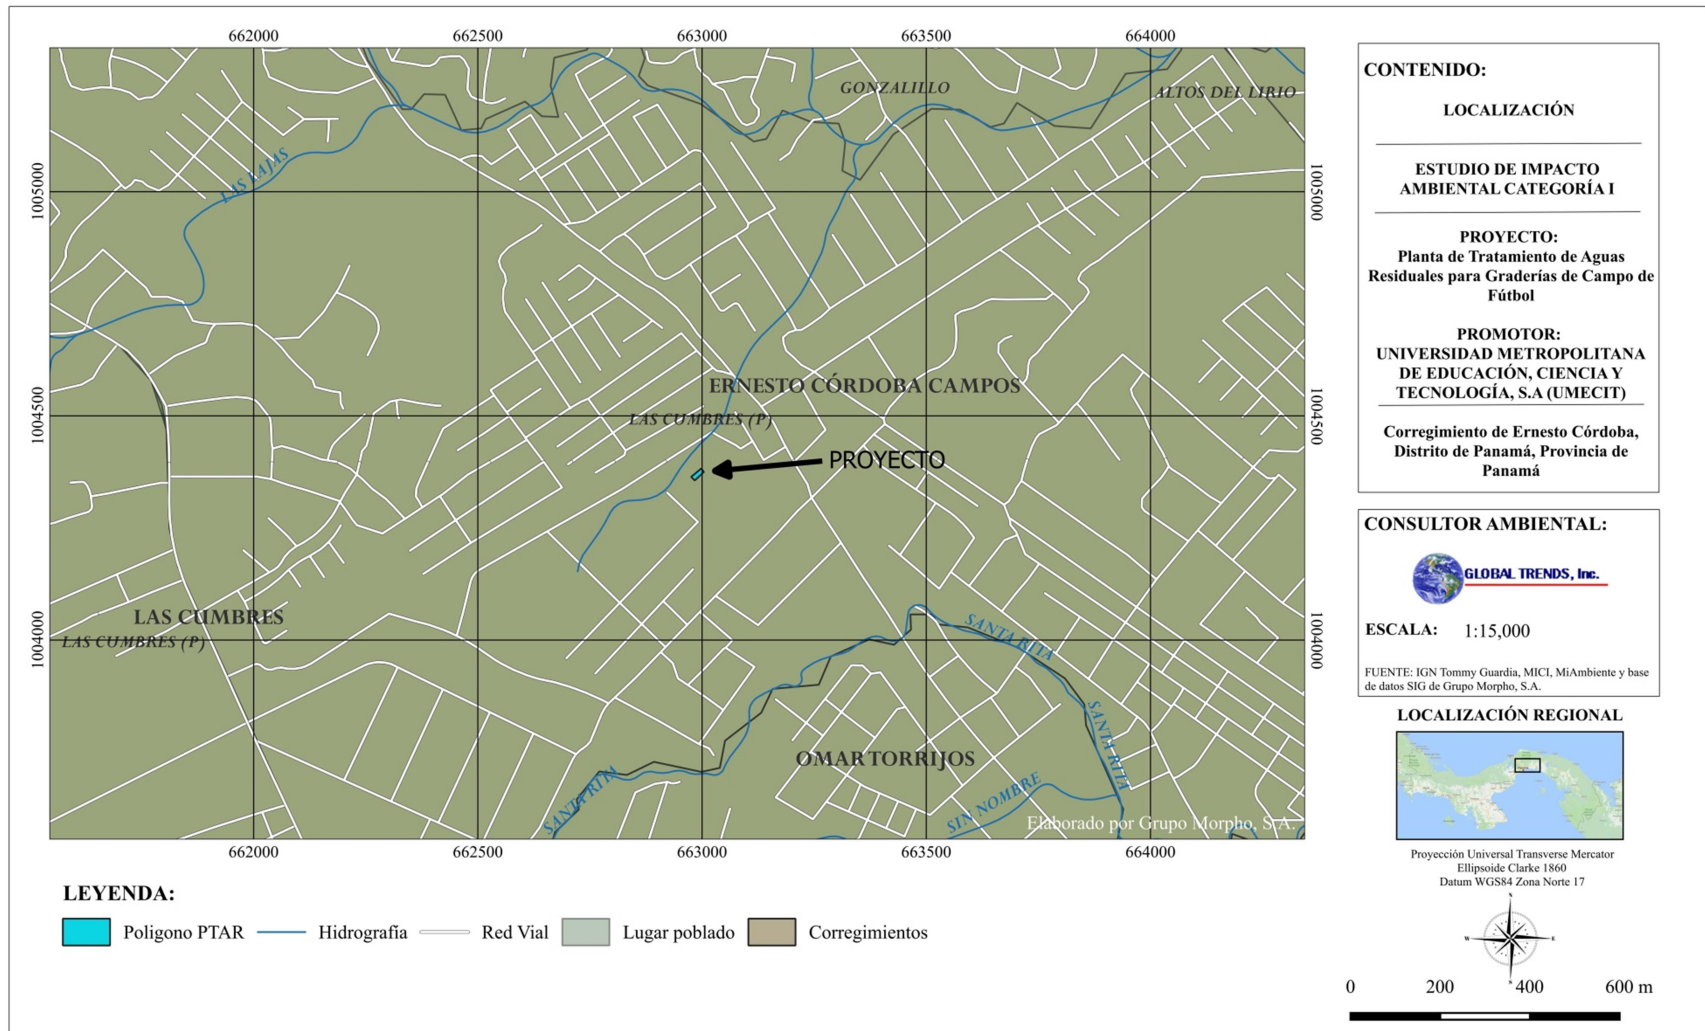 662000
662500
663000
663500
664000
1005000
1004500
1004000
1005000
1004500
1004000
GONZALILLO
ALTOS DEL LIRIO
LAS LAJAS
ERNESTO CÓRDOBA CAMPOS
LAS CUMBRES (P)
PROYECTO
LAS CUMBRES
LAS CUMBRES (P)
SANTA RITA
SANTA RITA
SANTA RITA
OMAR TORRIJOS
SIN NOMBRE
Elaborado por Grupo Morpho, S.A.
662000
662500
663000
663500
664000
LEYENDA:
Poligono PTAR
Hidrografía
Red Vial
Lugar poblado
Corregimientos
CONTENIDO:
LOCALIZACIÓN
ESTUDIO DE IMPACTO
AMBIENTAL CATEGORÍA I
PROYECTO:
Planta de Tratamiento de Aguas
Residuales para Graderías de Campo de
Fútbol
PROMOTOR:
UNIVERSIDAD METROPOLITANA
DE EDUCACIÓN, CIENCIA Y
TECNOLOGÍA, S.A (UMECIT)
Corregimiento de Ernesto Córdoba,
Distrito de Panamá, Provincia de
Panamá
CONSULTOR AMBIENTAL:
GLOBAL TRENDS, Inc.
ESCALA: 1:15,000
FUENTE: IGN Tommy Guardia, MICI, MiAmbiente y base
de datos SIG de Grupo Morpho, S.A.
LOCALIZACIÓN REGIONAL
Proyección Universal Transverse Mercator
Ellipsoide Clarke 1860
Datum WGS84 Zona Norte 17
N
W
E
S
0 200 400 600 m